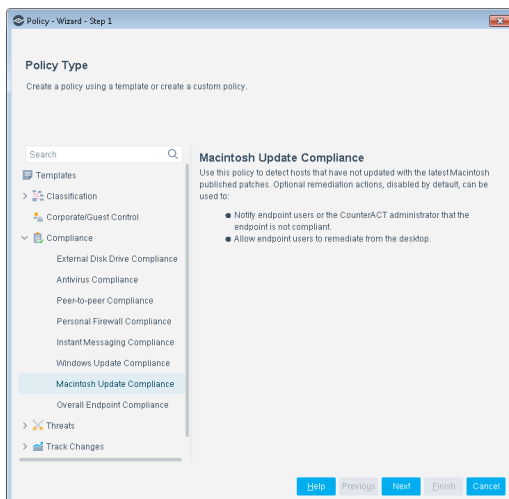 Policy - Wizard - Step 1
Policy Type
Create a policy using a template or create a custom policy.
Search
Templates
Classification
Corporate/Guest Control
Compliance
External Disk Drive Compliance
Antivirus Compliance
Peer-to-peer Compliance
Personal Firewall Compliance
Instant Messaging Compliance
Windows Update Compliance
Macintosh Update Compliance
Overall Endpoint Compliance
Threats
Track Changes
Macintosh Update Compliance
Use this policy to detect hosts that have not updated with the latest Macintosh
published patches. Optional remediation actions, disabled by default, can be
used to:
● Notify endpoint users or the CounterACT administrator that the
endpoint is not compliant.
● Allow endpoint users to remediate from the desktop.
Help Previous Next Finish Cancel